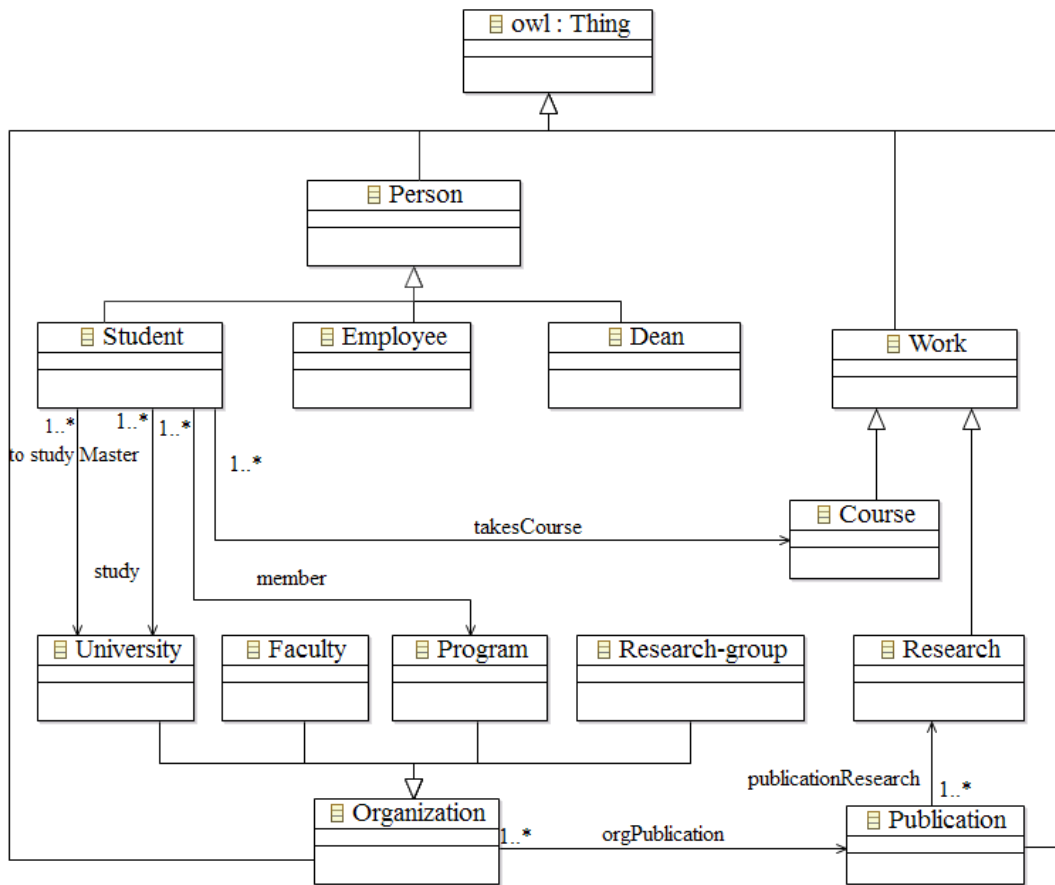 owl : Thing
Person
Student
Employee
Dean
Work
1..*
1..*
1..*
to study Master
1..*
Course
takesCourse
study
member
University
Faculty
Program
Research-group
Research
publicationResearch
1..*
Organization
1..*
orgPublication
Publication